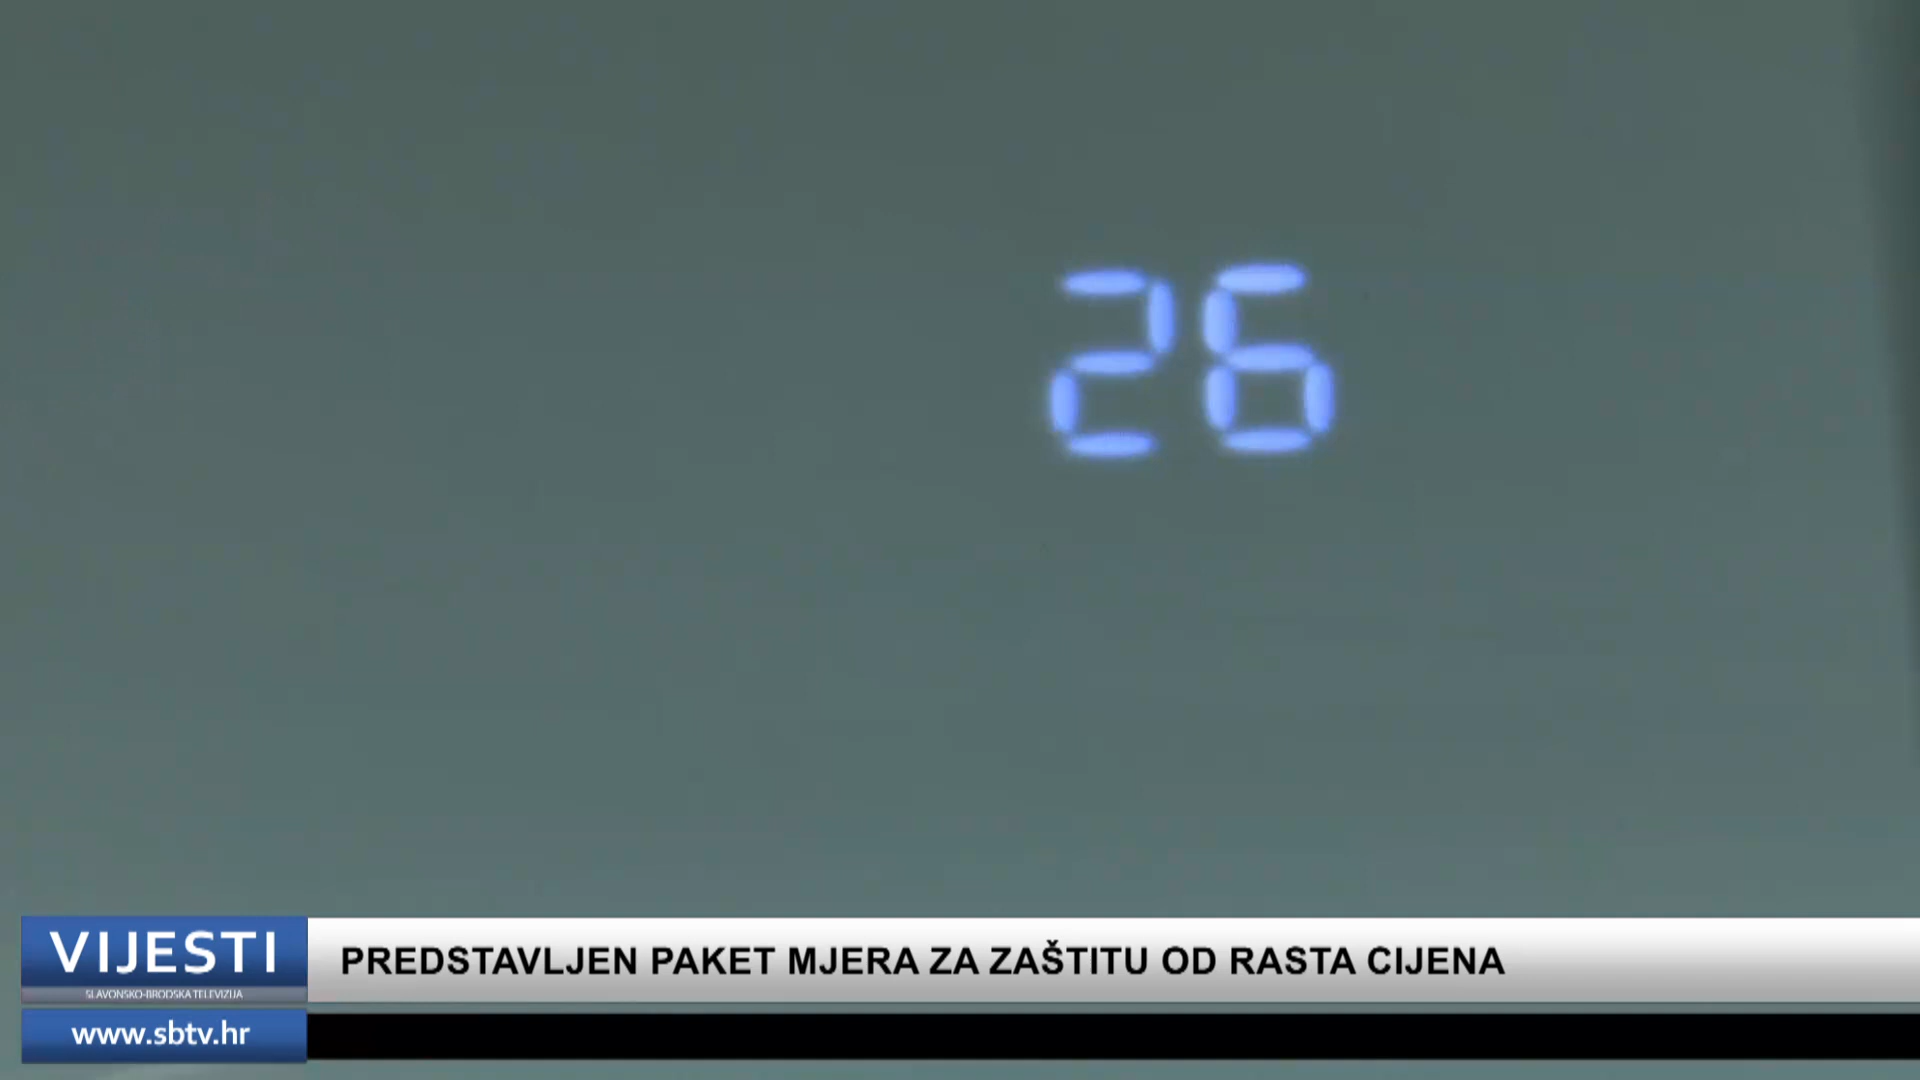 26
VIJESTI
SLAVONSKO-BRODSKA TELEVIZIJA
PREDSTAVLJEN PAKET MJERA ZA ZAŠTITU OD RASTA CIJENA
www.sbtv.hr